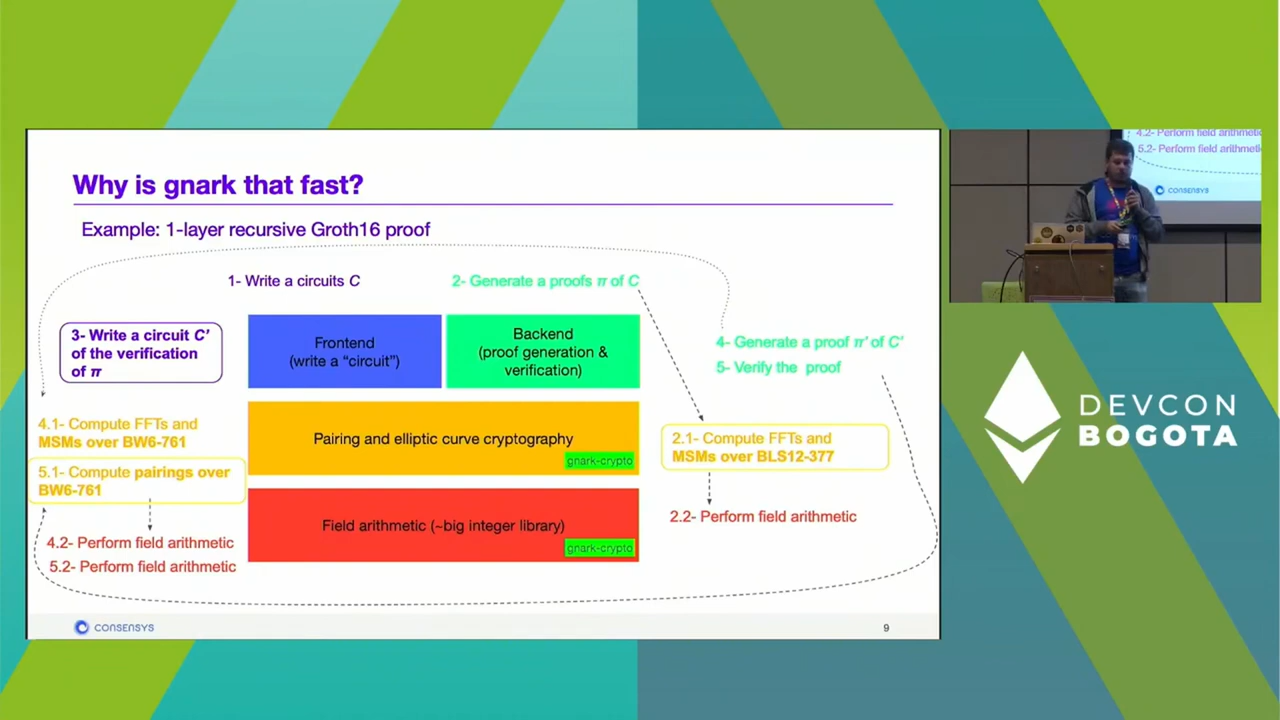 Why is gnark that fast?
Example: 1-layer recursive Groth16 proof
1- Write a circuits C
2- Generate a proofs π of C
3- Write a circuit C′
of the verification
of π
Frontend
(write a “circuit”)
Backend
(proof generation &
verification)
4- Generate a proof π′ of C′
5- Verify the proof
4.1- Compute FFTs and
MSMs over BW6-761
5.1- Compute pairings over
BW6-761
4.2- Perform field arithmetic
5.2- Perform field arithmetic
Pairing and elliptic curve cryptography
gnark-crypto
Field arithmetic (~big integer library)
gnark-crypto
2.1- Compute FFTs and
MSMs over BLS12-377
2.2- Perform field arithmetic
CONSENSYS
9
4.2- Perform field arithmetic
5.2- Perform field arithmetic
CONSENSYS
DEVCON
BOGOTA